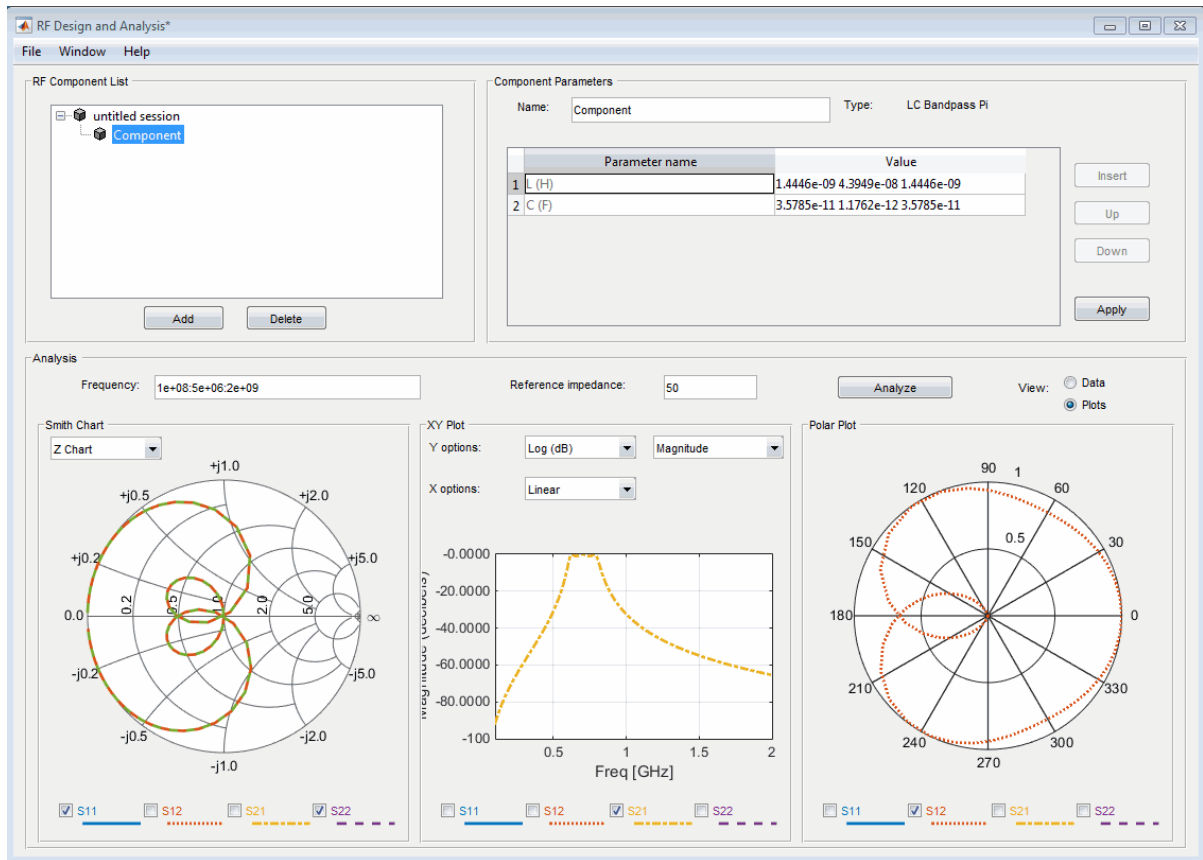 RF Design and Analysis*
File Window Help
RF Component List
untitled session
Component
Add Delete
Component Parameters
Name: Component Type: LC Bandpass Pi
Parameter name Value
1 L (H) 1.4446e-09 4.3949e-08 1.4446e-09
2 C (F) 3.5785e-11 1.1762e-12 3.5785e-11
Insert
Up
Down
Apply
Analysis
Frequency: 1e+08:5e+06:2e+09 Reference impedance: 50 Analyze View: Data
Plots
Smith Chart
Z Chart
+j1.0
+j0.5 +j2.0
+j0.2 +j5.0
0.0 0.2 0.5 1.0 2.0 5.0 ∞
-j0.2 -j5.0
-j0.5 -j2.0
-j1.0
S11 S12 S21 S22
XY Plot
Y options: Log (dB) Magnitude
X options: Linear
-0.0000
-20.0000
-40.0000
-60.0000
-80.0000
-100
Magnitude (decibels)
0.5 1 1.5 2
Freq [GHz]
S11 S12 S21 S22
Polar Plot
90 1
120 60
150 0.5 30
180 0
210 330
240 300
270
S11 S12 S21 S22